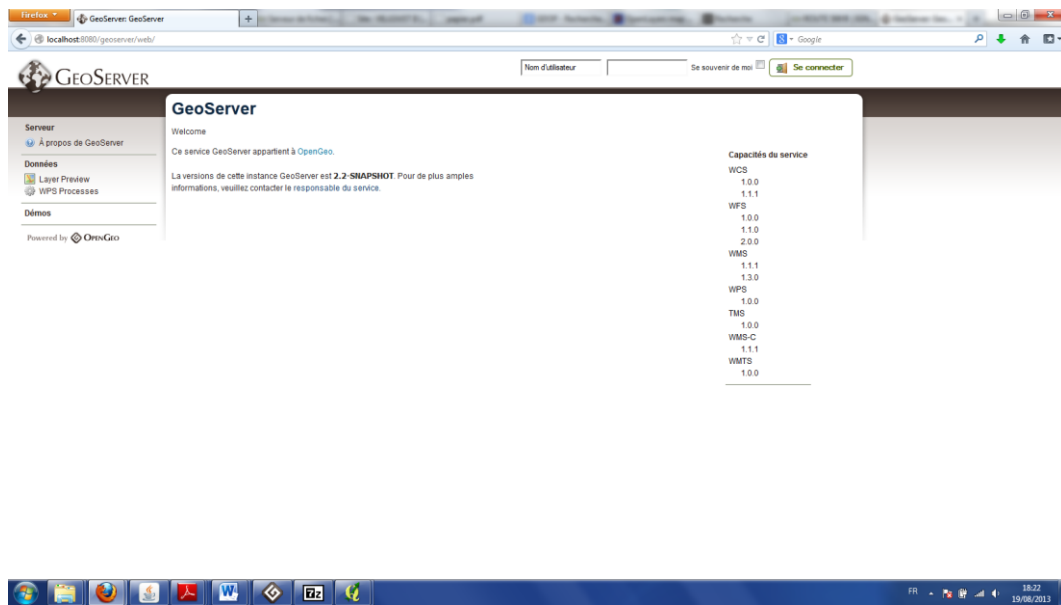 Firefox
GeoServer: GeoServer
localhost:8080/geoserver/web/
Google
GEOSERVER
Nom d'utilisateur
Se souvenir de moi
Se connecter
GeoServer
Welcome
Ce service GeoServer appartient à OpenGeo.
La versions de cette instance GeoServer est 2.2-SNAPSHOT. Pour de plus amples
informations, veuillez contacter le responsable du service.
Serveur
À propos de GeoServer
Données
Layer Preview
WPS Processes
Démos
Powered by OPENGEO
Capacités du service
WCS
1.0.0
1.1.1
WFS
1.0.0
1.1.0
2.0.0
WMS
1.1.1
1.3.0
WPS
1.0.0
TMS
1.0.0
WMS-C
1.1.1
WMTS
1.0.0
FR
18:22
19/08/2013